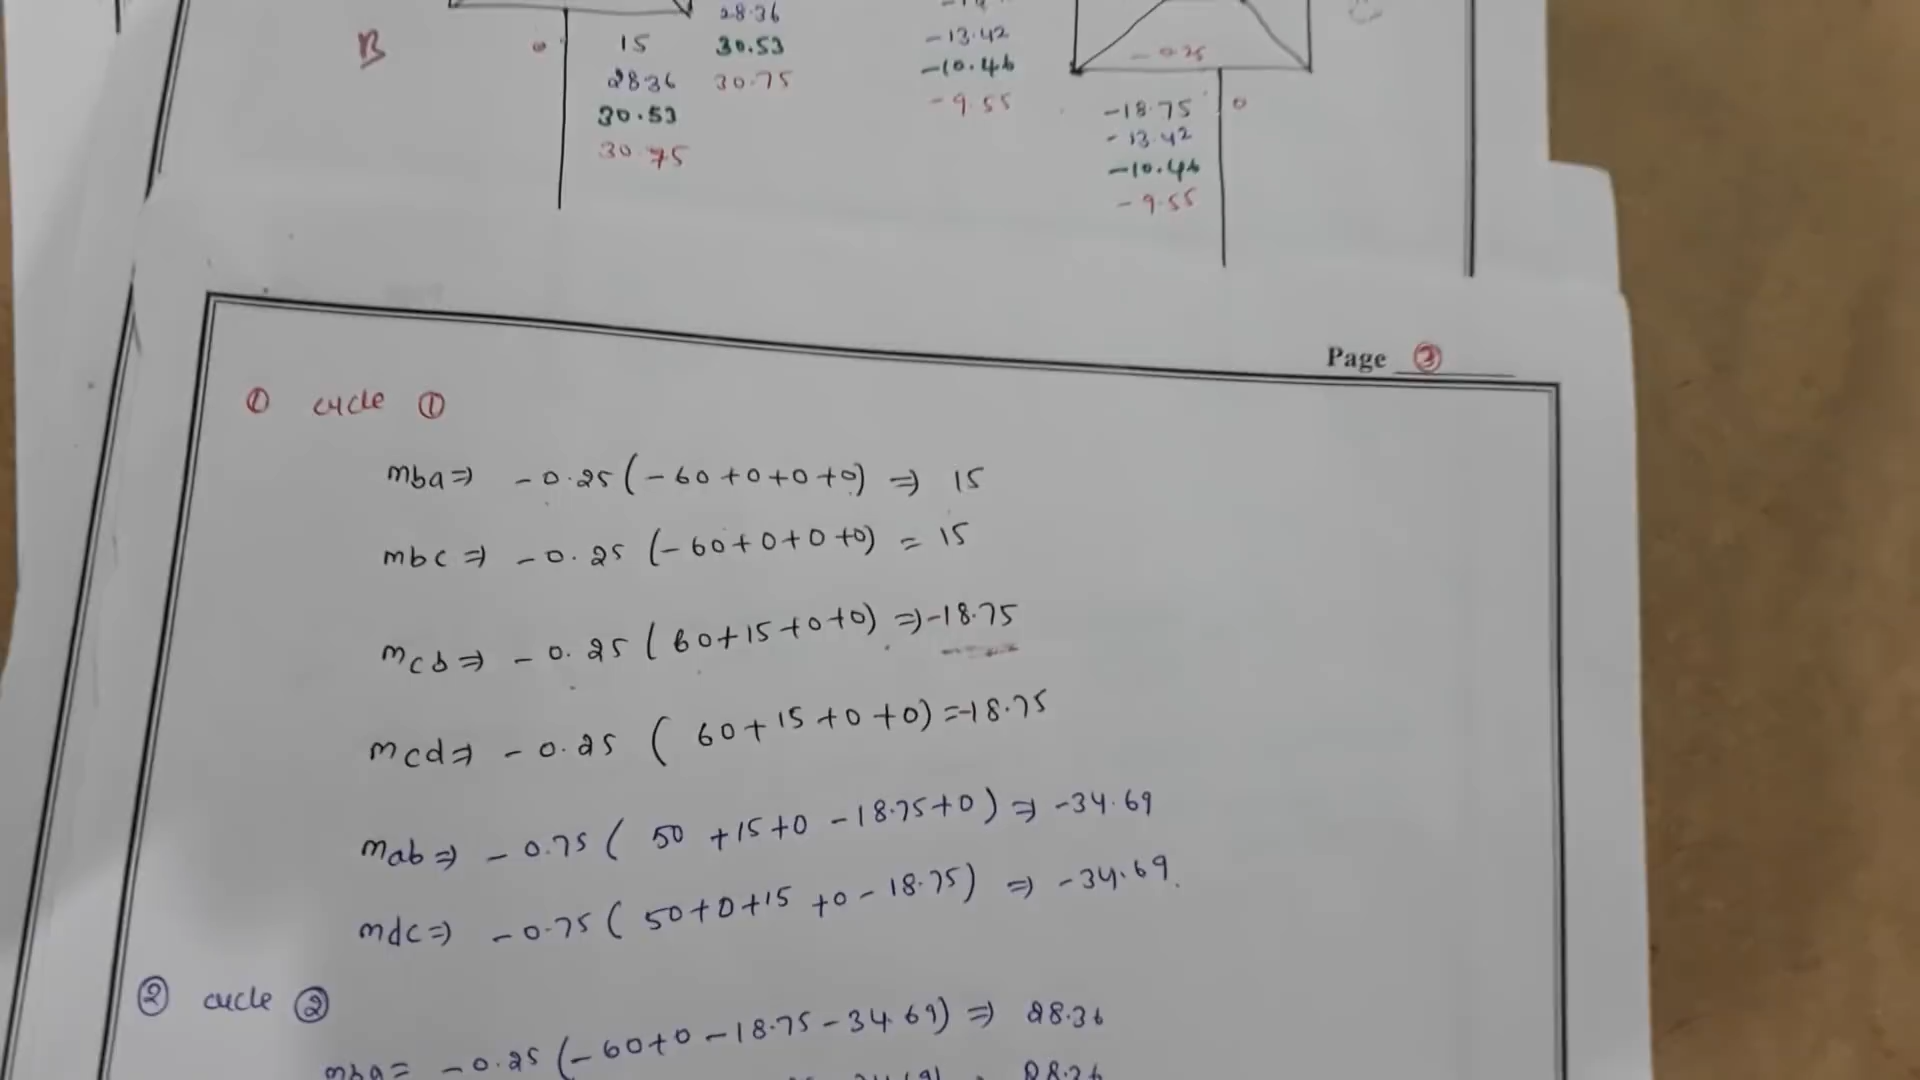 28.36
B 0 15 30.53
28.36 30.75
30.53
30.75
-13.42
-10.46
-9.55
-0.25
-18.75 0
-13.42
-10.46
-9.55
Page 3
① cycle ①
mba⇒ -0.25(-60+0+0+0) ⇒ 15
mbc ⇒ -0.25 (-60+0+0+0) = 15
mcb⇒ -0.25 ( 60+15+0+0) ⇒ -18.75
mcd⇒ -0.25 ( 60+15+0+0) =-18.75
mab⇒ -0.75 ( 50 +15+0 -18.75+0) ⇒ -34.69
mdc⇒ -0.75 ( 50+0+15 +0-18.75) ⇒ -34.69.
② cycle ②
mba= -0.25 (-60+0-18.75-34.69) ⇒ 28.36
28.36